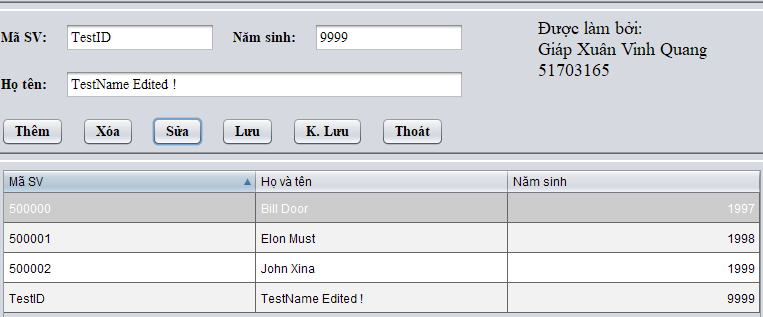 Mã SV: TestID Năm sinh: 9999
Được làm bởi:
Giáp Xuân Vinh Quang
51703165
Họ tên: TestName Edited !
Thêm Xóa Sửa Lưu K. Lưu Thoát
Mã SV Họ và tên Năm sinh
500000 Bill Door 1997
500001 Elon Must 1998
500002 John Xina 1999
TestID TestName Edited ! 9999